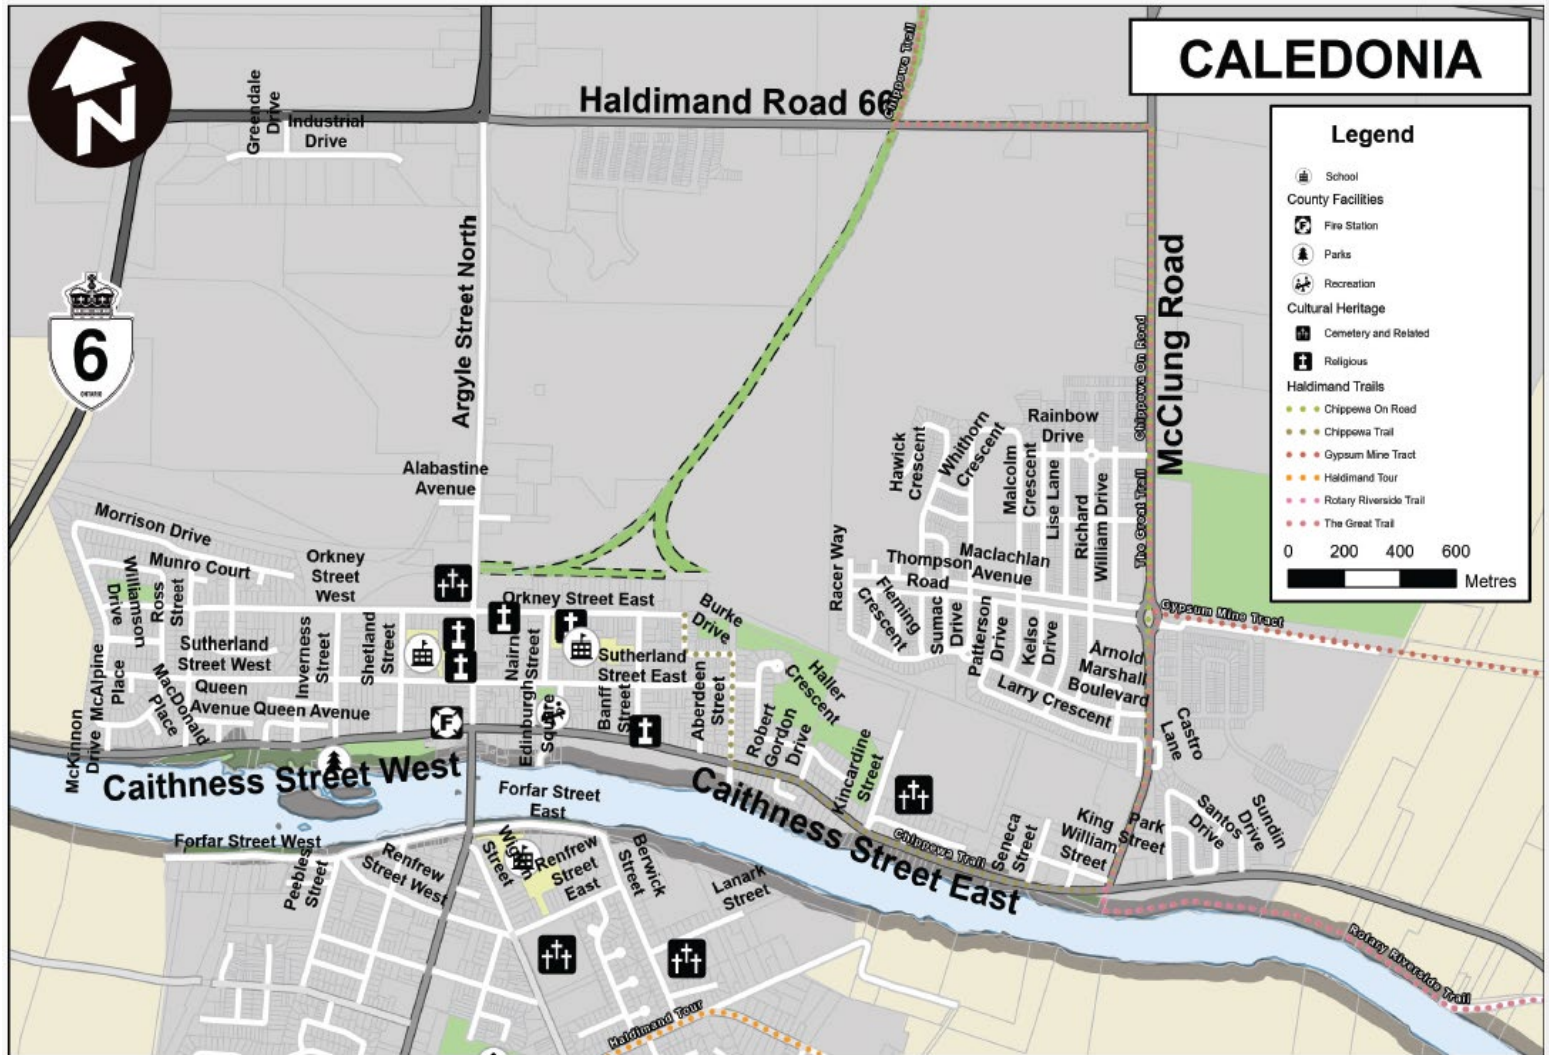 CALEDONIA
N
Legend
School
County Facilities
F
Fire Station
Parks
Recreation
Cultural Heritage
Cemetery and Related
Religious
Haldimand Trails
Chippewa On Road
Chippewa Trail
Gypsum Mine Tract
Haldimand Tour
Rotary Riverside Trail
The Great Trail
0 200 400 600
Metres
Chippewa Trail
Haldimand Road 66
Greendale
Drive
Industrial
Drive
6
ONTARIO
Argyle Street North
McClung Road
Chippewa On Road
The Great Trail
Alabastine
Avenue
Rainbow
Drive
Hawick
Crescent
Whithorn
Crescent
Malcolm
Crescent
Lise Lane
Richard
William Drive
Morrison Drive
Munro Court
Orkney
Street
West
Williamson
Drive
Ross
Street
Orkney Street East
Burke
Drive
Racer Way
Thompson
Road
Maclachlan
Avenue
Fleming
Crescent
Sumac
Drive
Patterson
Drive
Kelso
Drive
Arnold
Marshall
Boulevard
Larry Crescent
Gypsum Mine Tract
Sutherland
Street West
Inverness
Street
Shetland
Street
Nairn
Street
Sutherland
Street East
McAlpine
Place
MacDonald
Place
Queen
Avenue
Queen Avenue
F
Edinburgh
Square
Banff
Street
Aberdeen
Street
Haller
Crescent
Robert
Gordon
Drive
Kincardine
Street
Castro
Lane
McKinnon
Drive
Caithness Street West
Caithness Street East
Forfar Street
East
Forfar Street West
Peebles
Street
Renfrew
Street West
Street
Renfrew
Street
East
Berwick
Street
Lanark
Street
Chippewa Trail
Seneca
Street
King
William
Street
Park
Street
Santos
Drive
Sundin
Drive
Rotary Riverside Trail
Haldimand Tour